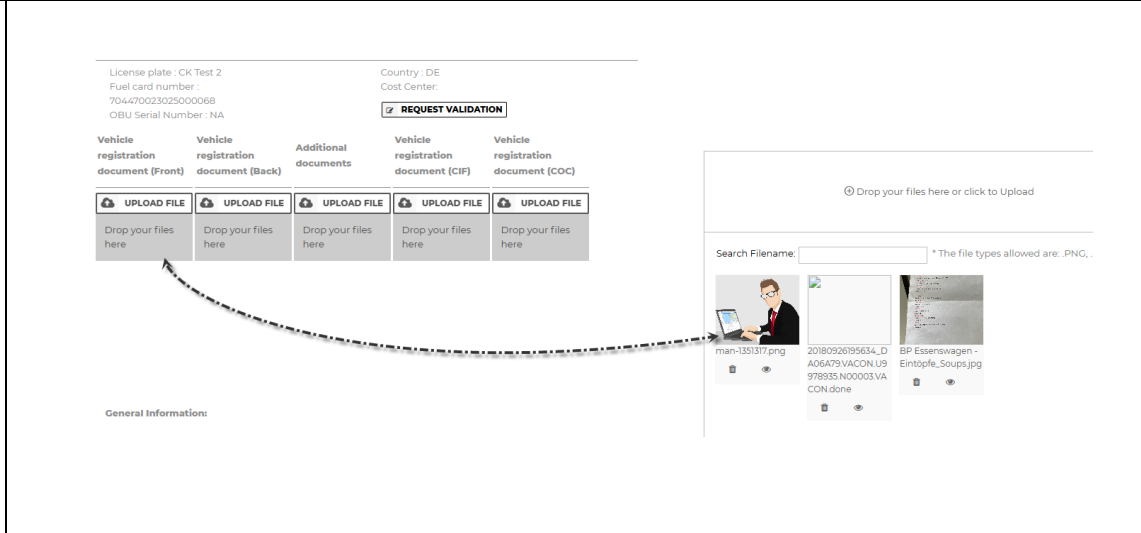 License plate : CK Test 2
Fuel card number :
704470023025000068
OBU Serial Number : NA
Country : DE
Cost Center:
REQUEST VALIDATION
Vehicle registration document (Front)
Vehicle registration document (Back)
Additional documents
Vehicle registration document (CIF)
Vehicle registration document (COC)
UPLOAD FILE
UPLOAD FILE
UPLOAD FILE
UPLOAD FILE
UPLOAD FILE
Drop your files here
Drop your files here
Drop your files here
Drop your files here
Drop your files here
General Information:
Drop your files here or click to Upload
Search Filename:
* The file types allowed are: .PNG, .
man-1351317.png
20180926195634_D
A06A79.VACON.U9
978935.N00003.VA
CON.done
BP Essenswagen -
Eintöpfe_Soups.jpg